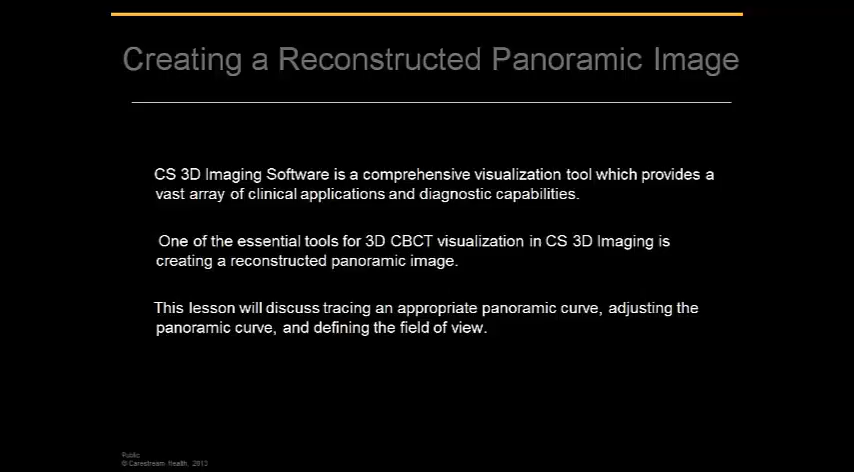 Creating a Reconstructed Panoramic Image
CS 3D Imaging Software is a comprehensive visualization tool which provides a
vast array of clinical applications and diagnostic capabilities.
One of the essential tools for 3D CBCT visualization in CS 3D Imaging is
creating a reconstructed panoramic image.
This lesson will discuss tracing an appropriate panoramic curve, adjusting the
panoramic curve, and defining the field of view.
Public
© Carestream Health, 2013